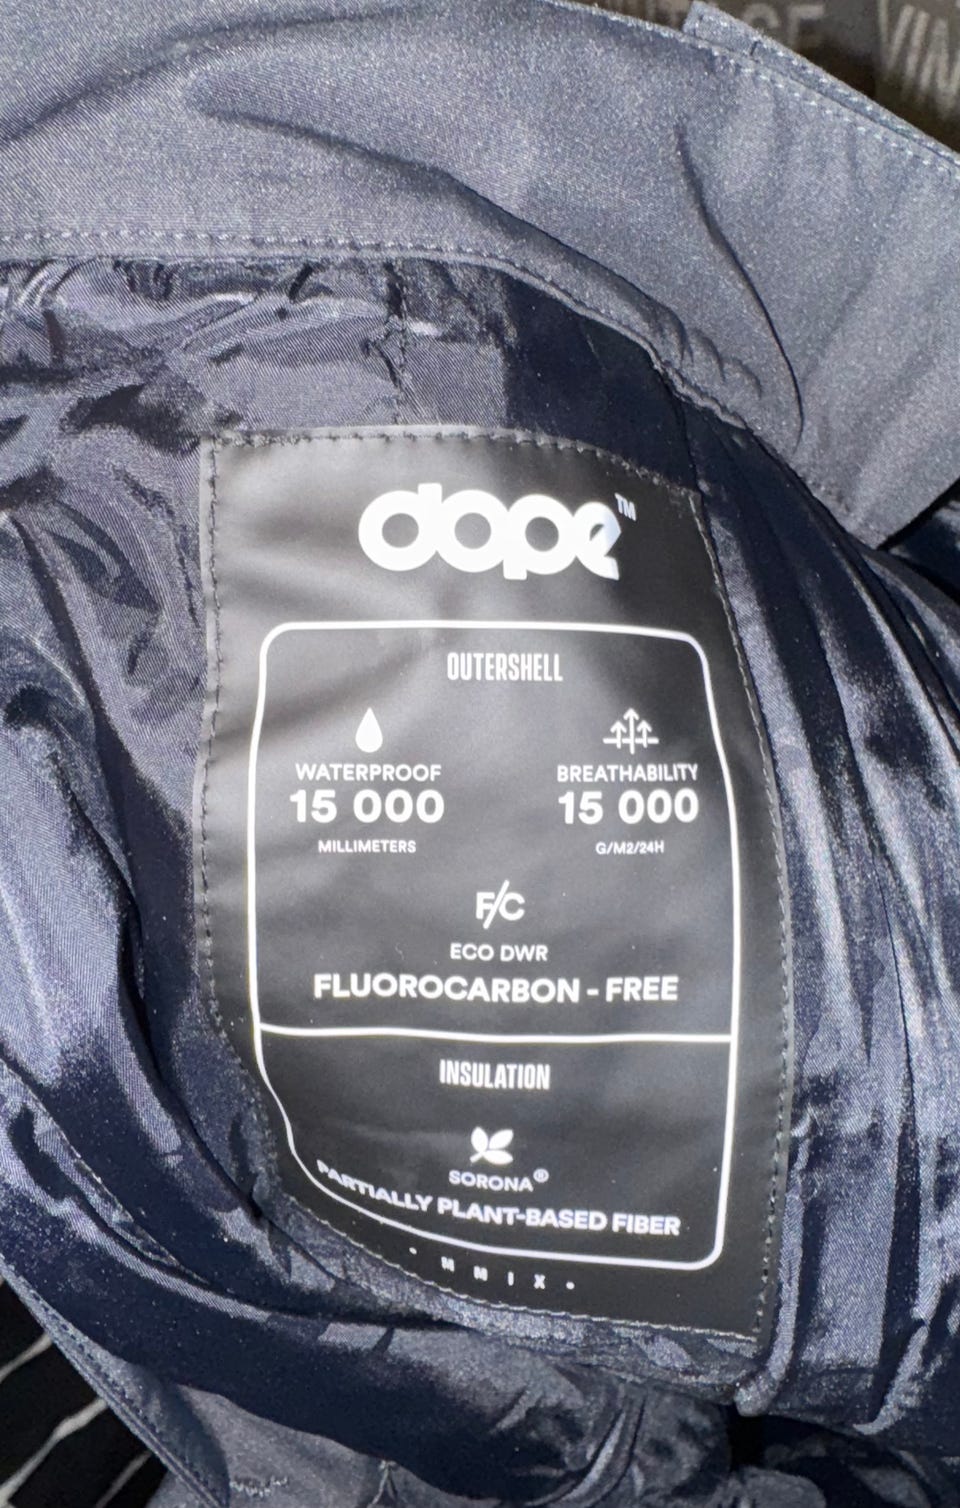 dope™
OUTERSHELL
WATERPROOF
15 000
MILLIMETERS
BREATHABILITY
15 000
G/M2/24H
F/C
ECO DWR
FLUOROCARBON - FREE
INSULATION
SORONA®
PARTIALLY PLANT-BASED FIBER
• M M I X •